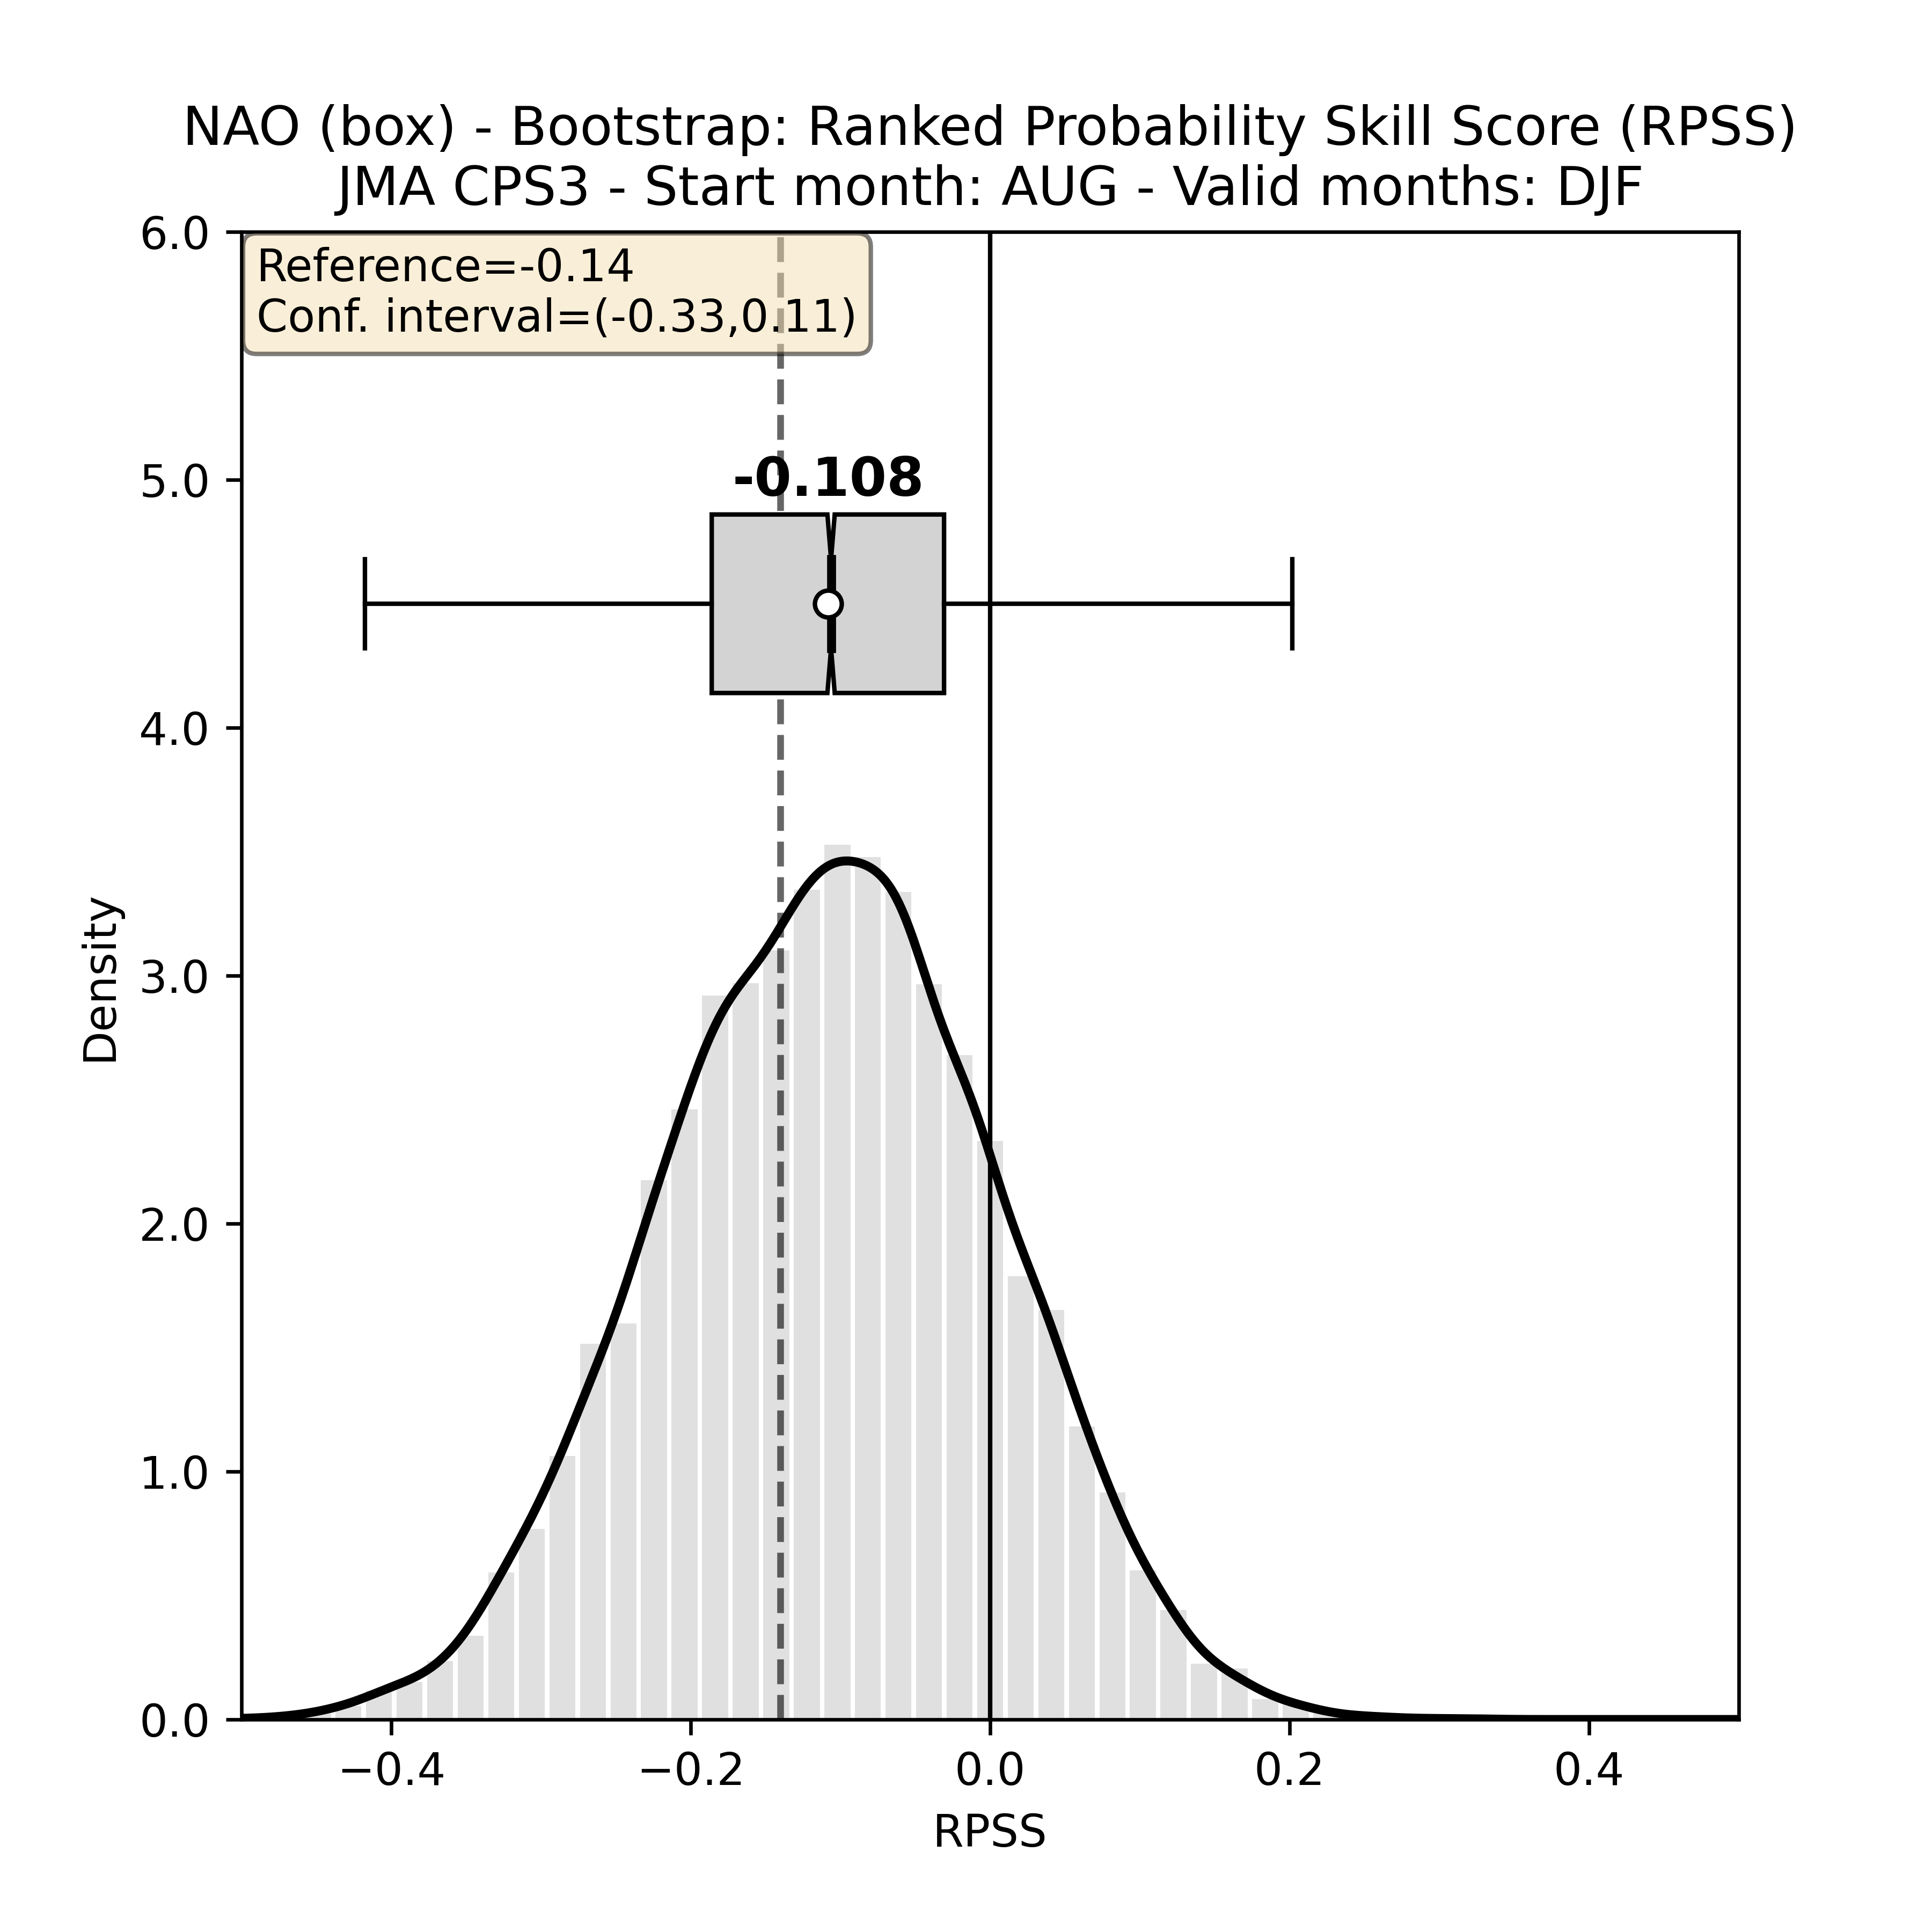 NAO (box) - Bootstrap: Ranked Probability Skill Score (RPSS)
JMA CPS3 - Start month: AUG - Valid months: DJF
6.0
Reference=-0.14
Conf. interval=(-0.33,0.11)
5.0
-0.108
4.0
3.0
Density
2.0
1.0
0.0
−0.4
−0.2
0.0
0.2
0.4
RPSS